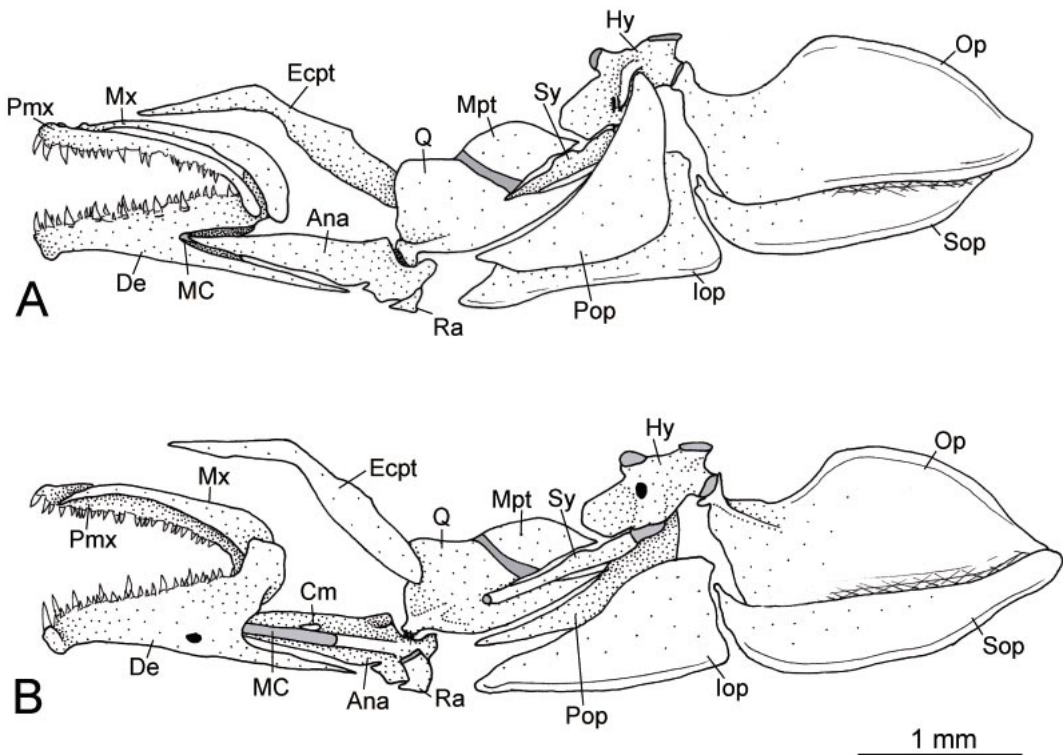 Hy
Op
Ecpt
Mx
Pmx
Mpt
Sy
Q
Ana
De
MC
Ra
Pop
Iop
Sop
A
Hy
Op
Ecpt
Mx
Q
Mpt
Sy
Pmx
Cm
De
MC
Ana
Ra
Pop
Iop
Sop
B
1 mm